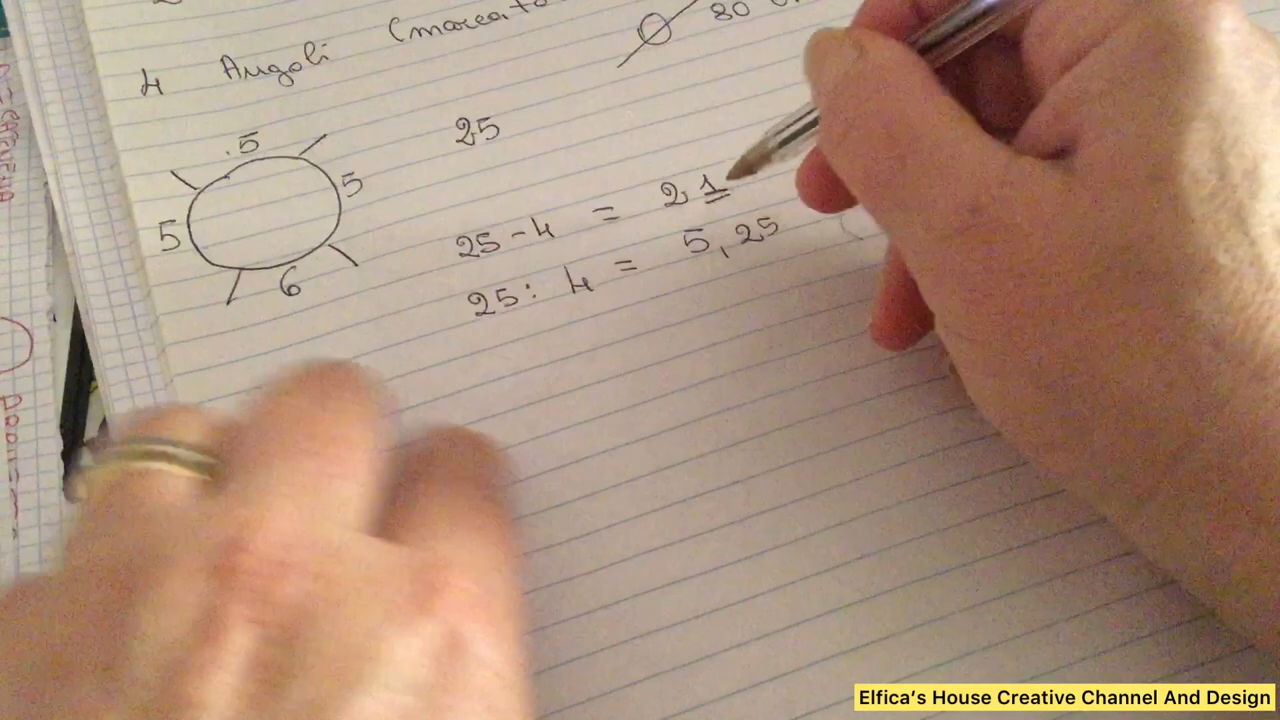 4 Angoli (marcato
80
.5
25
5
5
25 - 4 = 21
6
25 : 4 = 5,25
Elfica's House Creative Channel And Design